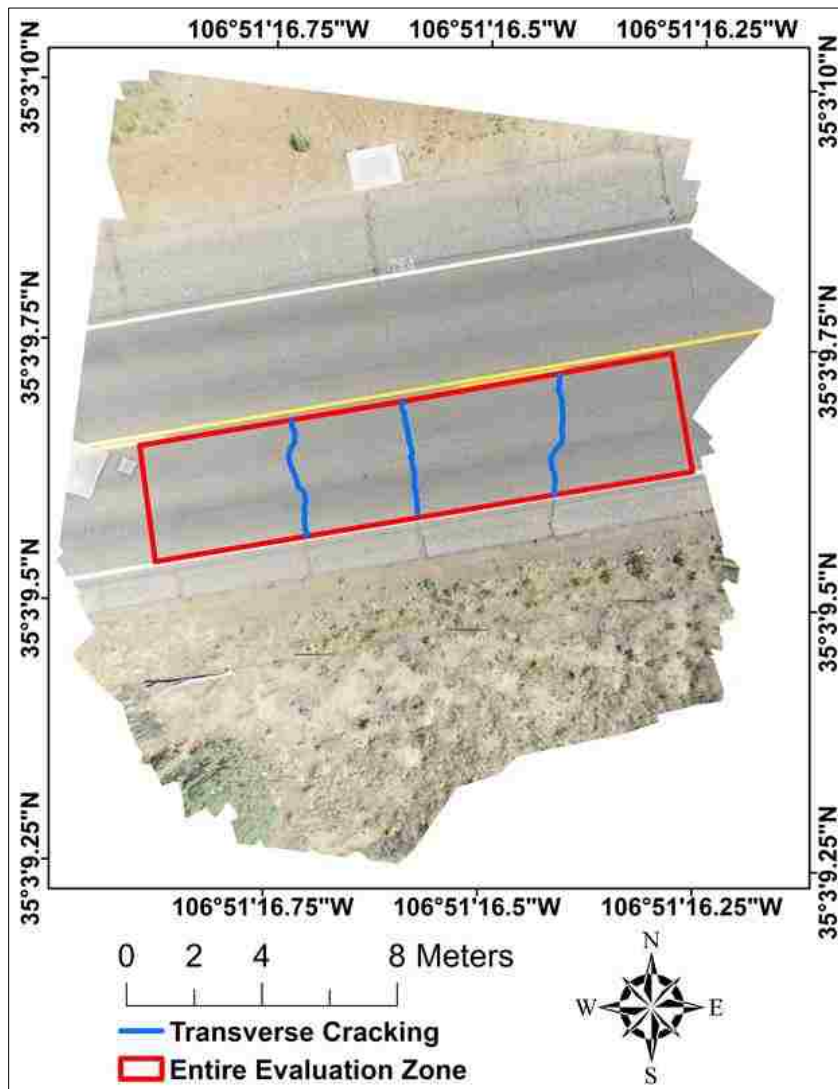 106°51'16.75"W 106°51'16.5"W 106°51'16.25"W
35°3'10"N
35°3'10"N
35°3'9.75"N
35°3'9.75"N
35°3'9.5"N
35°3'9.5"N
35°3'9.25"N
35°3'9.25"N
106°51'16.75"W 106°51'16.5"W 106°51'16.25"W
0 2 4 8 Meters
Transverse Cracking
Entire Evaluation Zone
N
W E
S